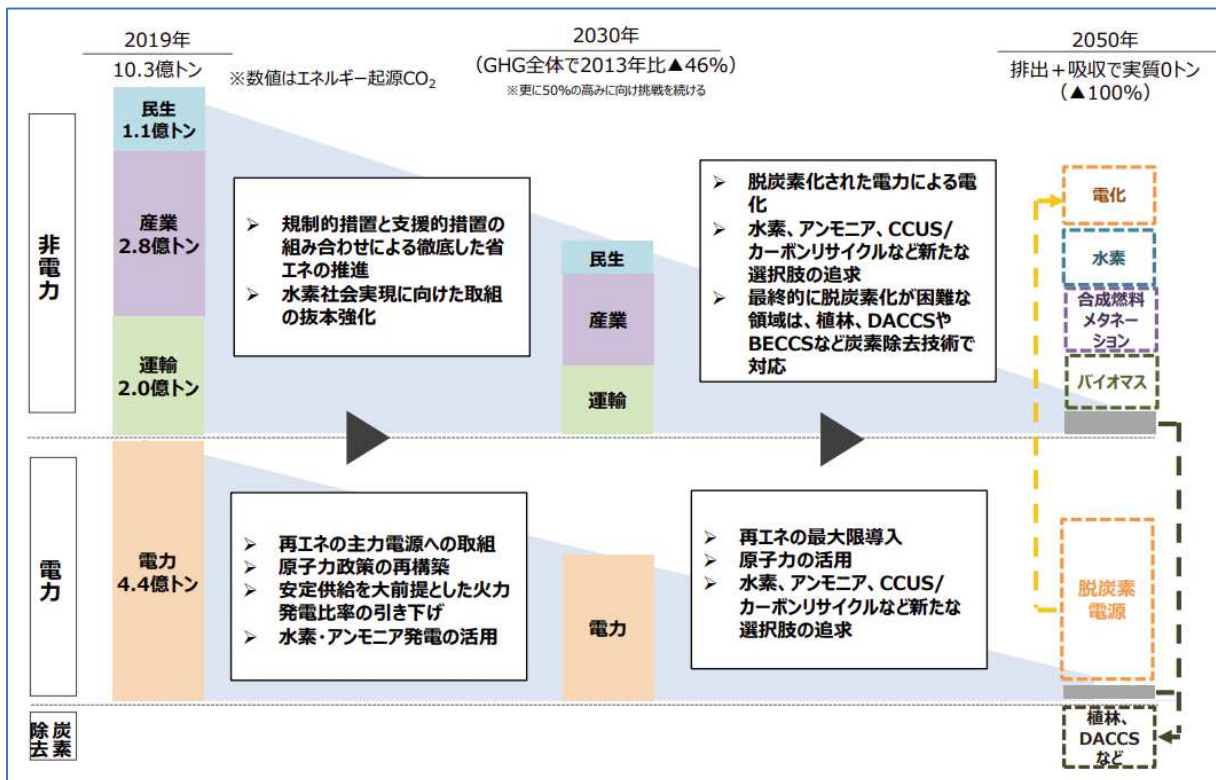 2019年
10.3億トン
※数値はエネルギー起源CO2
2030年
(GHG全体で2013年比▲46%)
※更に50%の高みに向け挑戦を続ける
2050年
排出+吸収で実質0トン
(▲100%)
非電力
民生
1.1億トン
産業
2.8億トン
運輸
2.0億トン
➢ 規制的措置と支援的措置の
組み合わせによる徹底した省
エネの推進
➢ 水素社会実現に向けた取組
の抜本強化
民生
産業
運輸
➢ 脱炭素化された電力による電
化
➢ 水素、アンモニア、CCUS/
カーボンリサイクルなど新たな
選択肢の追求
➢ 最終的に脱炭素化が困難な
領域は、植林、DACCSや
BECCSなど炭素除去技術で
対応
電化
水素
合成燃料
メタネー
ション
バイオマス
電力
電力
4.4億トン
➢ 再エネの主力電源への取組
➢ 原子力政策の再構築
➢ 安定供給を大前提とした火力
発電比率の引き下げ
➢ 水素・アンモニア発電の活用
電力
➢ 再エネの最大限導入
➢ 原子力の活用
➢ 水素、アンモニア、CCUS/
カーボンリサイクルなど新たな
選択肢の追求
脱炭素
電源
炭素
除去
植林、
DACCS
など